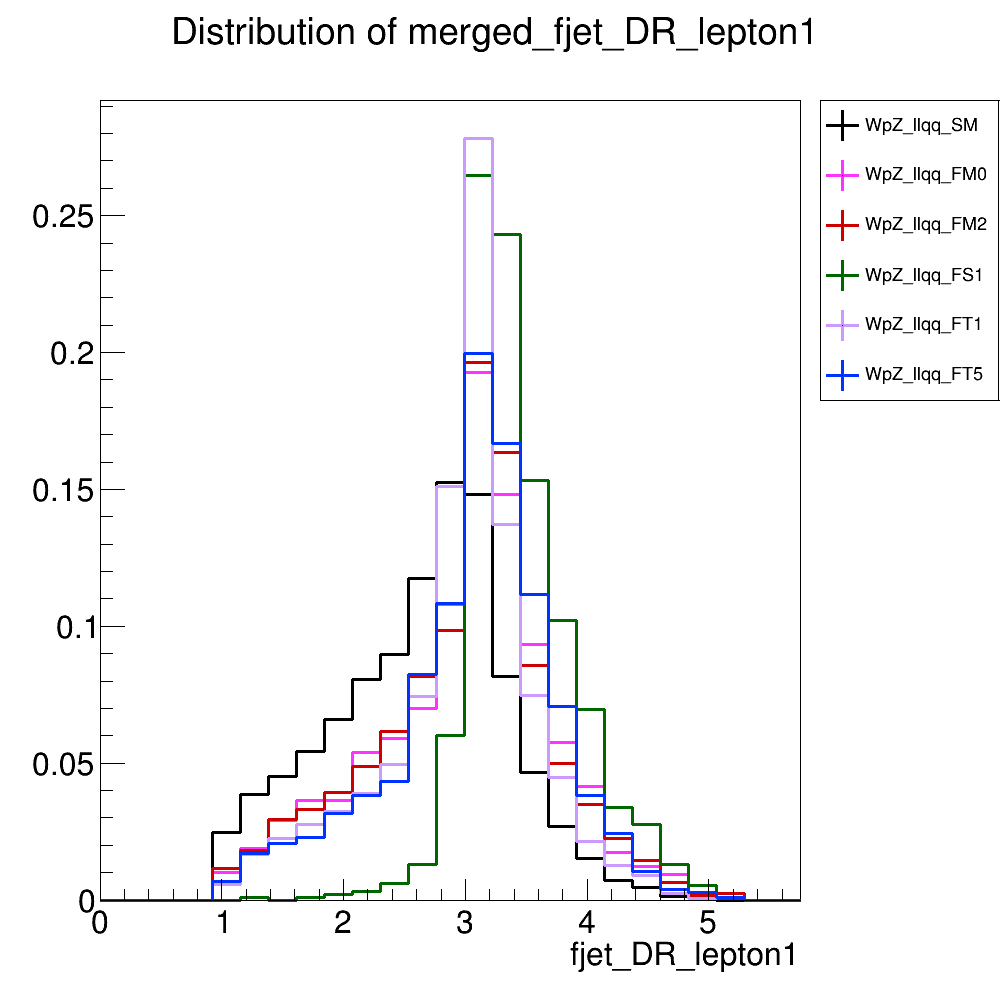 Distribution of merged_fjet_DR_lepton1
WpZ_llqq_SM
WpZ_llqq_FM0
WpZ_llqq_FM2
WpZ_llqq_FS1
WpZ_llqq_FT1
WpZ_llqq_FT5
0.25
0.2
0.15
0.1
0.05
0
0 1 2 3 4 5
fjet_DR_lepton1